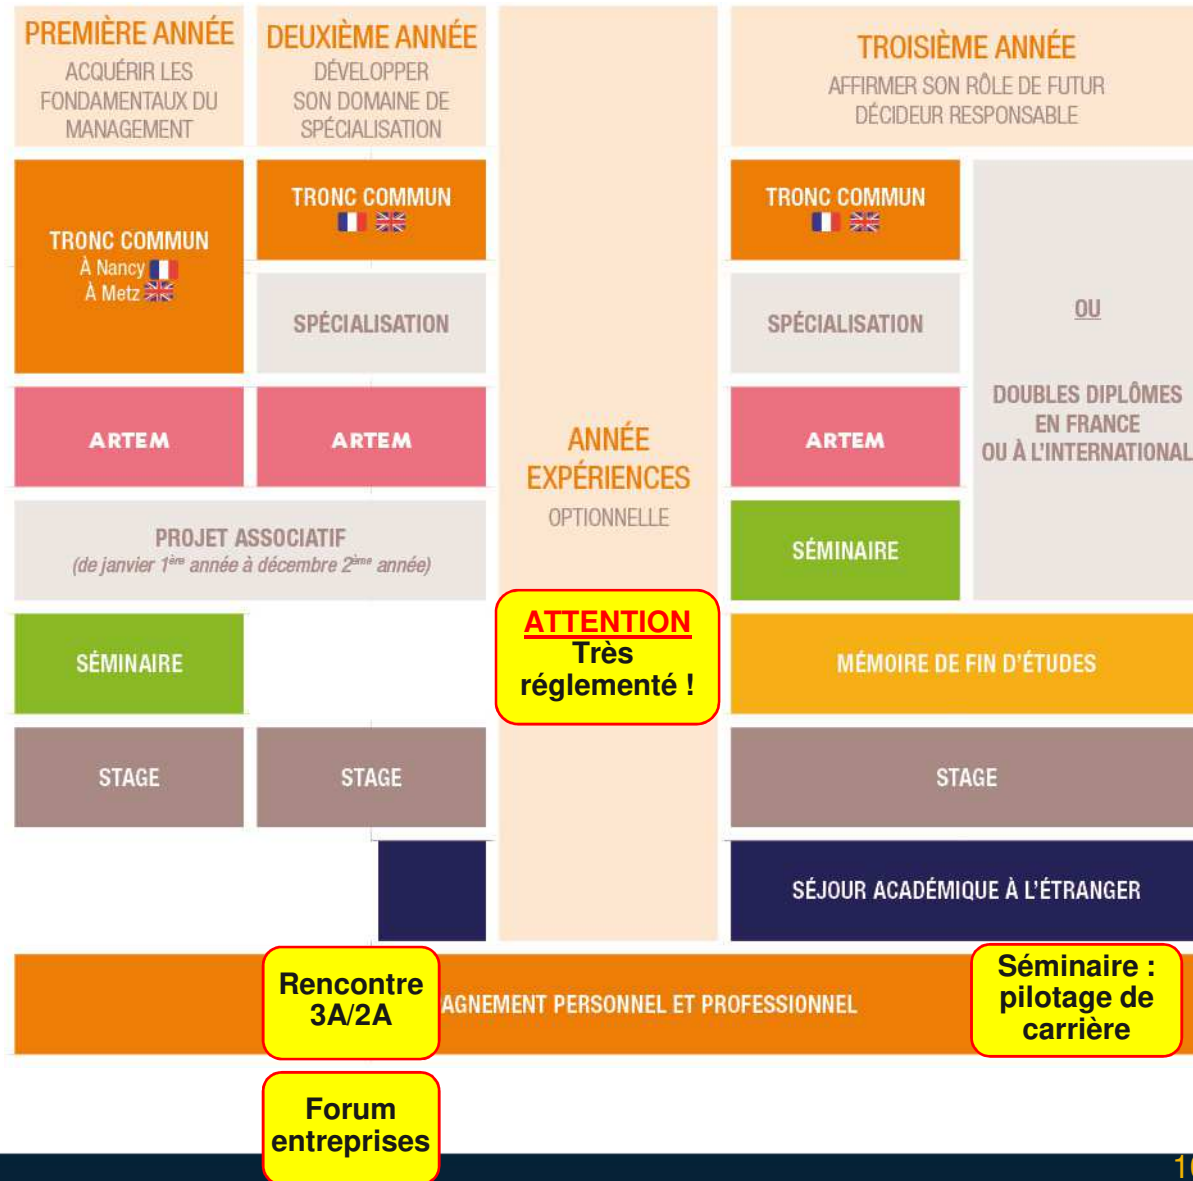 PREMIÈRE ANNÉE
ACQUÉRIR LES
FONDAMENTAUX DU
MANAGEMENT
DEUXIÈME ANNÉE
DÉVELOPPER
SON DOMAINE DE
SPÉCIALISATION
TROISIÈME ANNÉE
AFFIRMER SON RÔLE DE FUTUR
DÉCIDEUR RESPONSABLE
TRONC COMMUN
À Nancy
À Metz
TRONC COMMUN
SPÉCIALISATION
TRONC COMMUN
SPÉCIALISATION
OU
DOUBLES DIPLÔMES
EN FRANCE
OU À L'INTERNATIONAL
ARTEM
ARTEM
ANNÉE
EXPÉRIENCES
OPTIONNELLE
ARTEM
PROJET ASSOCIATIF
(de janvier 1ère année à décembre 2ème année)
SÉMINAIRE
ATTENTION
Très
réglementé !
SÉMINAIRE
MÉMOIRE DE FIN D'ÉTUDES
STAGE
STAGE
STAGE
SÉJOUR ACADÉMIQUE À L'ÉTRANGER
Rencontre
3A/2A
AGNEMENT PERSONNEL ET PROFESSIONNEL
Séminaire :
pilotage de
carrière
Forum
entreprises